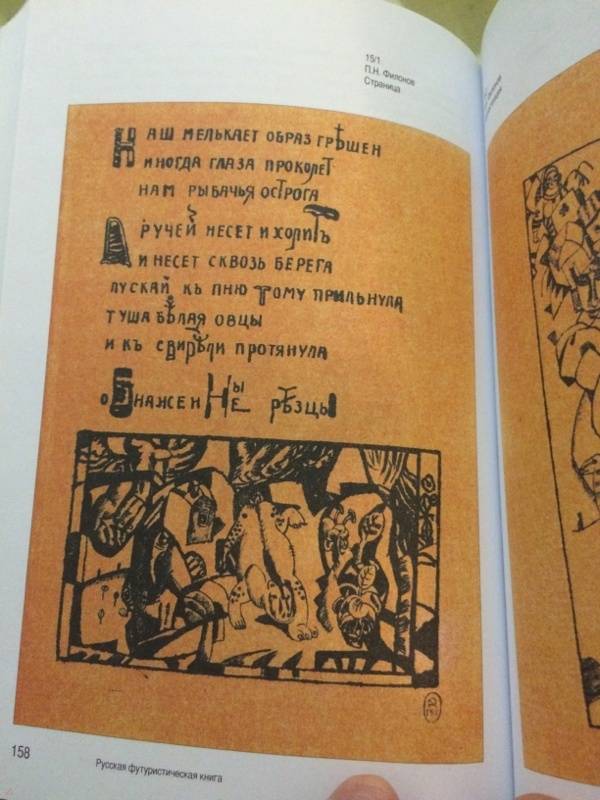 15/1
П.Н. Филонов
Страница
НАШ МЕЛЬКАЕТ ОБРАЗ ГРѢШЕН
ИНОГДА ГЛАЗА ПРОКОЛЕТ
НАМ РЫБАЧЬЯ ОСТРОГА
А РУЧЕЙ НЕСЕТ И ХОЛИТЪ
И НЕСЕТ СКВОЗЬ БЕРЕГА
ПУСКАЙ КЪ ПНЮ ТОМУ ПРИЛЬНУЛА
ТУША БѢЛАЯ ОВЦЫ
И КЪ СВИРѢЛИ ПРОТЯНУЛА
ОБНАЖЕННЫЕ РѢЗЦЫ
158
Русская футуристическая книга